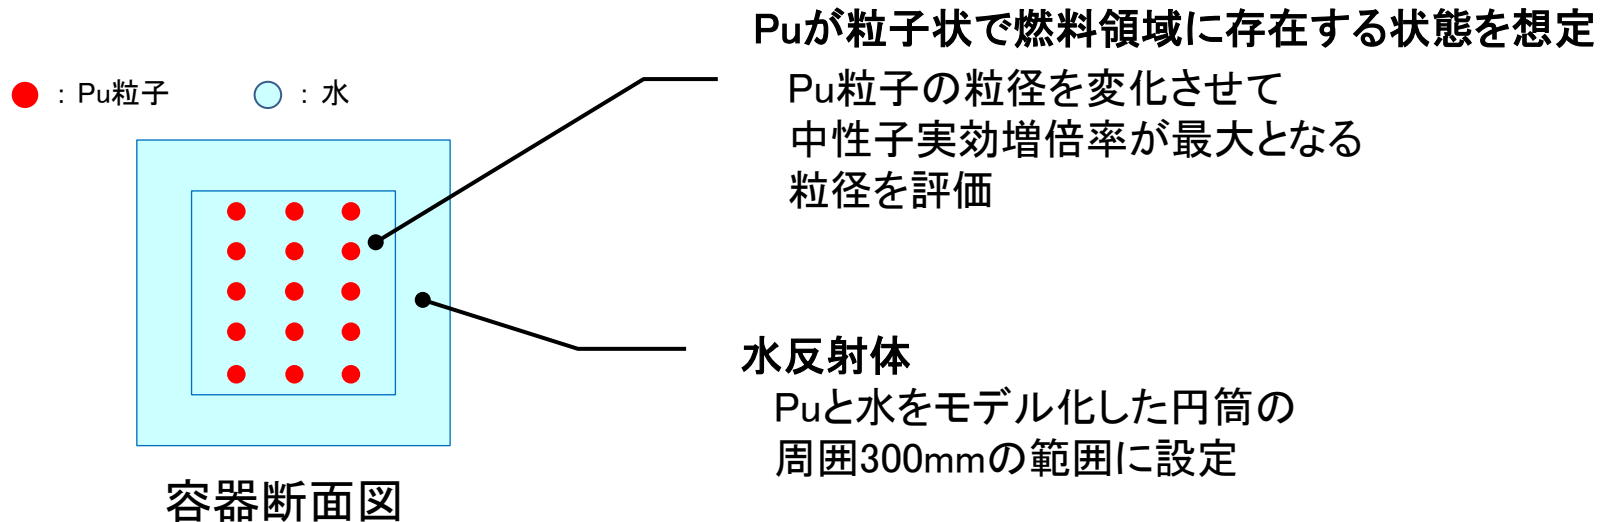 Puが粒子状で燃料領域に存在する状態を想定
：Pu粒子　：水
Pu粒子の粒径を変化させて
中性子実効増倍率が最大となる
粒径を評価
水反射体
Puと水をモデル化した円筒の
周囲300mmの範囲に設定
容器断面図